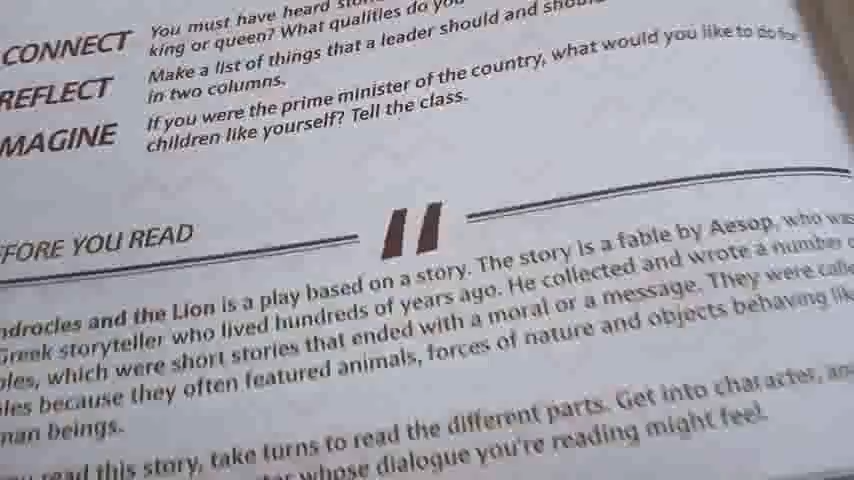 You must have heard
CONNECT king or queen? What qualities do you
Make a list of things that a leader should and
REFLECT in two columns.
If you were the prime minister of the country, what would you like to do for
MAGINE children like yourself? Tell the class.
FORE YOU READ
ndrocles and the Lion is a play based on a story. The story is a fable by Aesop, who was
Greek storyteller who lived hundreds of years ago. He collected and wrote a number
bles, which were short stories that ended with a moral or a message. They were calle
les because they often featured animals, forces of nature and objects behaving lik
man beings.
read this story, take turns to read the different parts. Get into character, and
whose dialogue you're reading might feel.